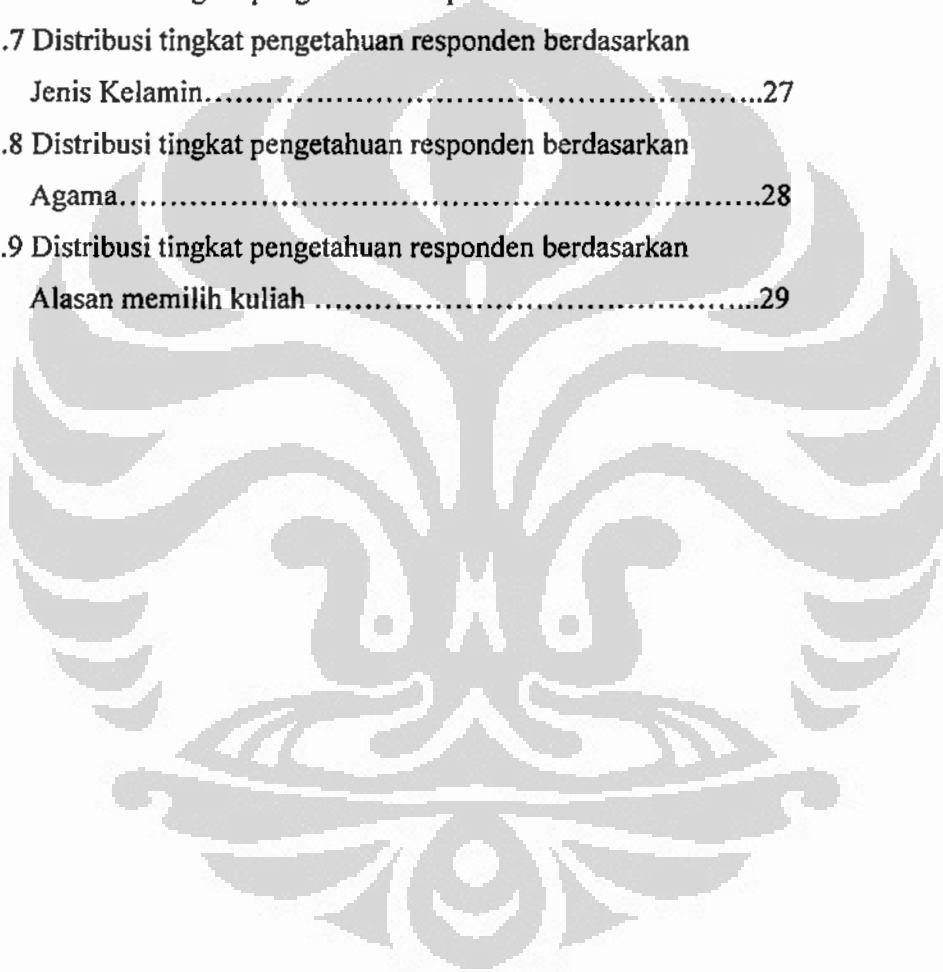 .7 Distribusi tingkat pengetahuan responden berdasarkan
Jenis Kelamin............................................................27
.8 Distribusi tingkat pengetahuan responden berdasarkan
Agama....................................................................28
.9 Distribusi tingkat pengetahuan responden berdasarkan
Alasan memilih kuliah ...............................................29